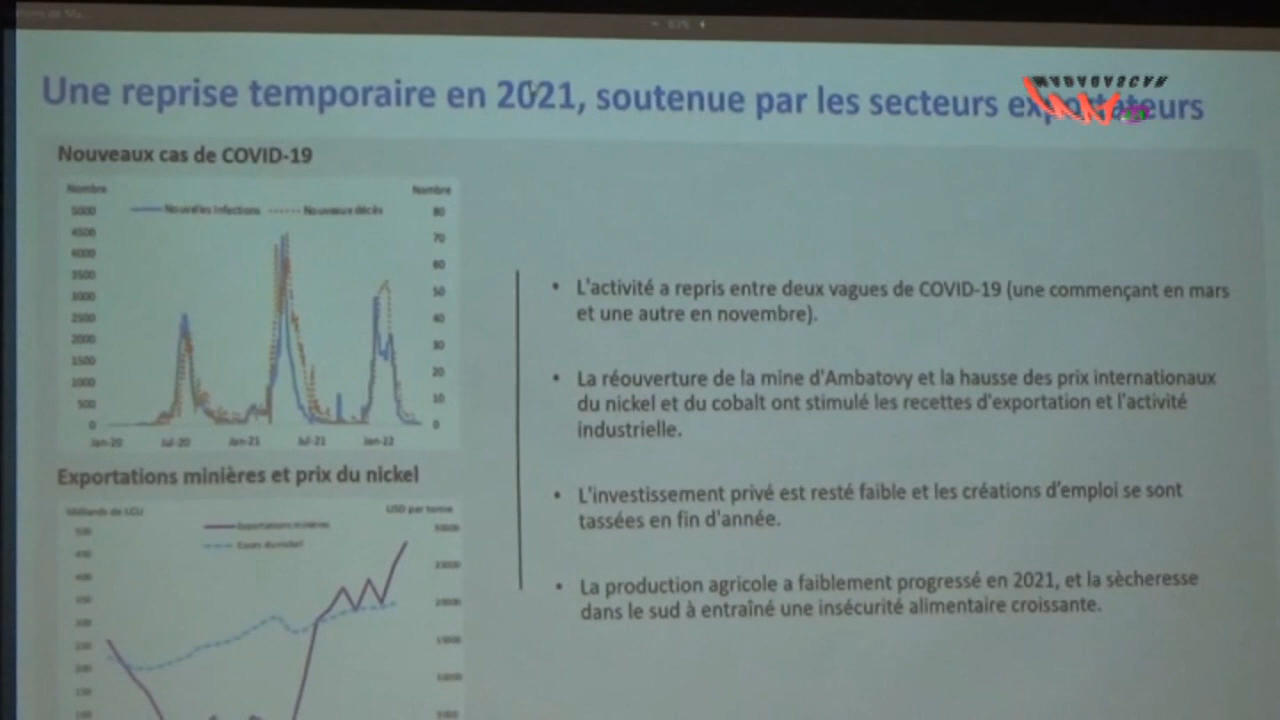 Une reprise temporaire en 2021, soutenue par les secteurs exportateurs
MADAGASCAR
Nouveaux cas de COVID-19
Nombre
Nombre
Nouvelles infections
Nouveaux décès
5000
4500
4000
3500
3000
2500
2000
1500
1000
500
0
80
70
60
50
40
30
20
10
0
Jan-20
Jul-20
Jan-21
Jul-21
Jan-22
Exportations minières et prix du nickel
USD par tonne
Exportations minières
Cours du nickel
• L'activité a repris entre deux vagues de COVID-19 (une commençant en mars
et une autre en novembre).
• La réouverture de la mine d'Ambatovy et la hausse des prix internationaux
du nickel et du cobalt ont stimulé les recettes d'exportation et l'activité
industrielle.
• L'investissement privé est resté faible et les créations d'emploi se sont
tassées en fin d'année.
• La production agricole a faiblement progressé en 2021, et la sècheresse
dans le sud à entraîné une insécurité alimentaire croissante.